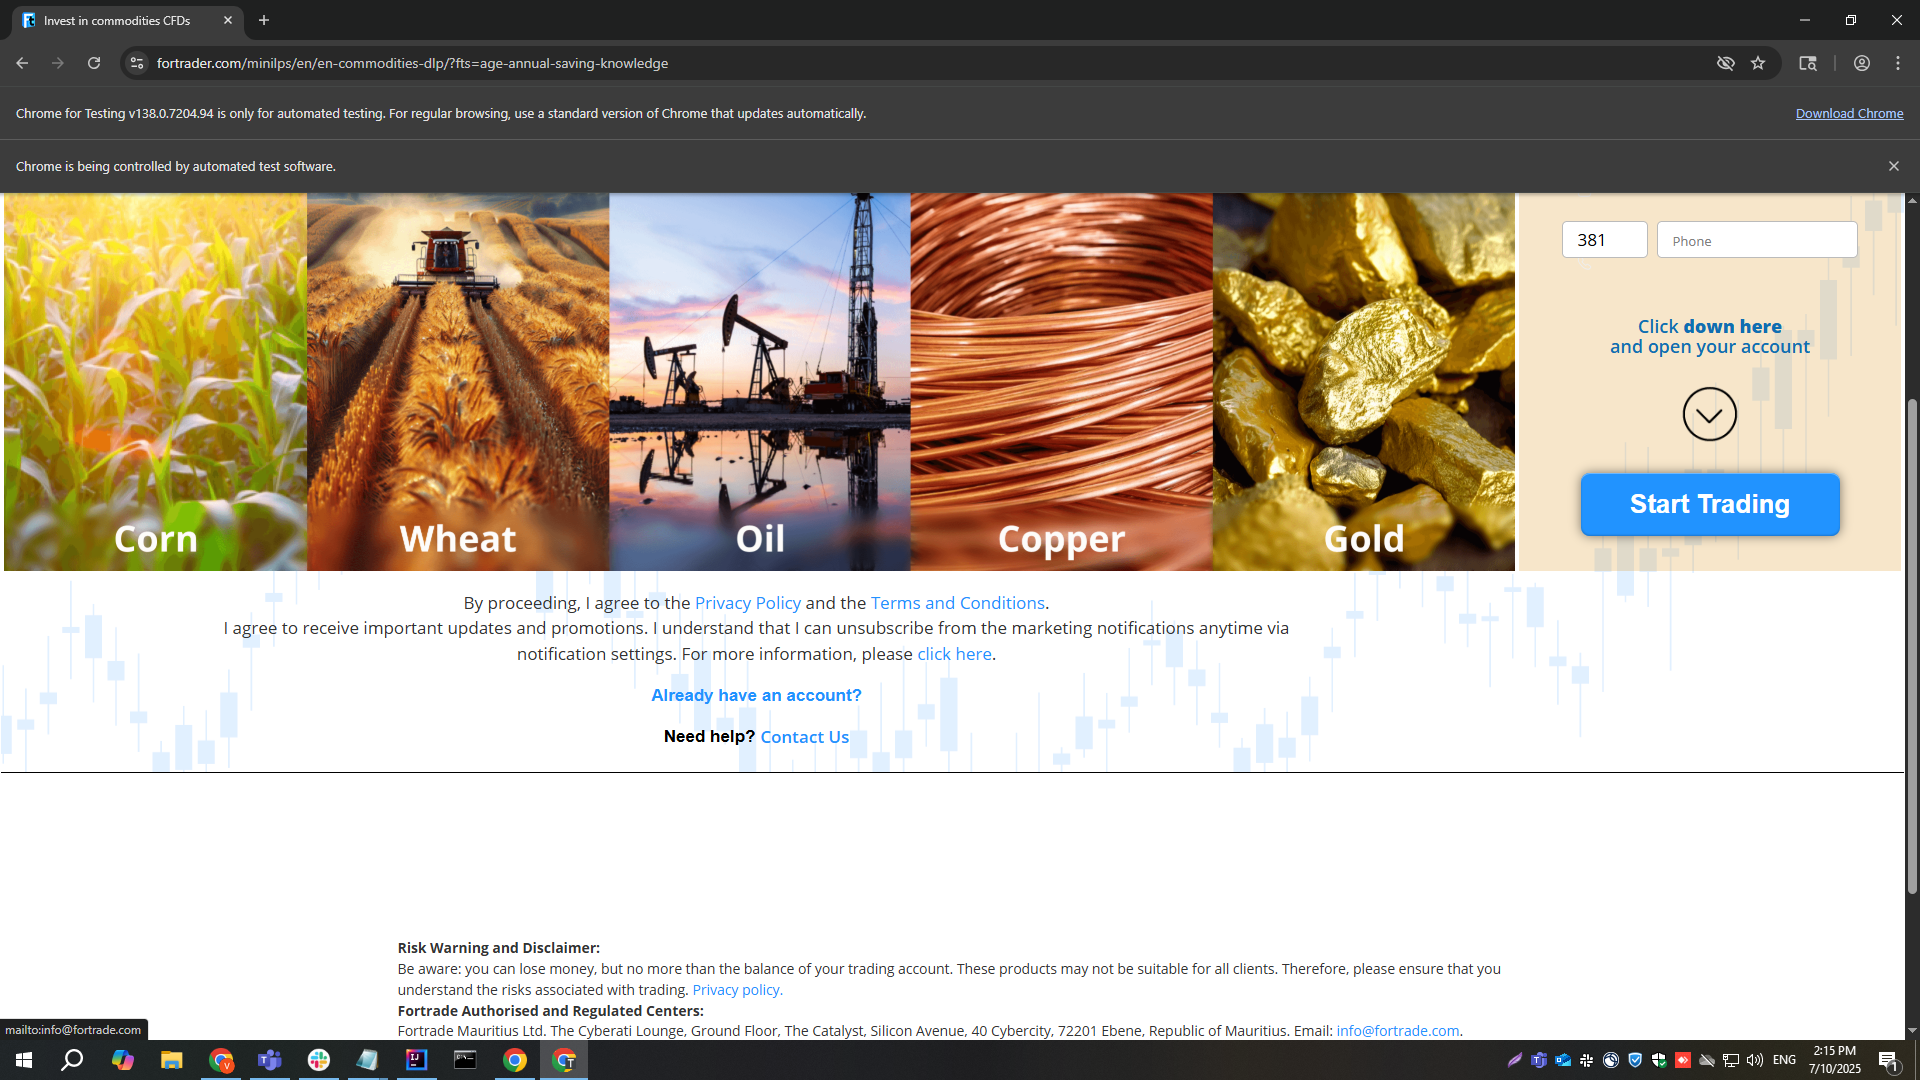 Invest in commodities CFDs
fortrader.com/minilps/en/en-commodities-dlp/?fts=age-annual-saving-knowledge
Chrome for Testing v138.0.7204.94 is only for automated testing. For regular browsing, use a standard version of Chrome that updates automatically.
Download Chrome
Chrome is being controlled by automated test software.
381
Phone
Click down here
and open your account
Start Trading
Corn
Wheat
Oil
Copper
Gold
By proceeding, I agree to the Privacy Policy and the Terms and Conditions.
I agree to receive important updates and promotions. I understand that I can unsubscribe from the marketing notifications anytime via
notification settings. For more information, please click here.
Already have an account?
Need help? Contact Us
Risk Warning and Disclaimer:
Be aware: you can lose money, but no more than the balance of your trading account. These products may not be suitable for all clients. Therefore, please ensure that you
understand the risks associated with trading. Privacy policy.
Fortrade Authorised and Regulated Centers:
Fortrade Mauritius Ltd. The Cyberati Lounge, Ground Floor, The Catalyst, Silicon Avenue, 40 Cybercity, 72201 Ebene, Republic of Mauritius. Email: info@fortrade.com.
mailto:info@fortrade.com
ENG
2:15 PM
7/10/2025
1